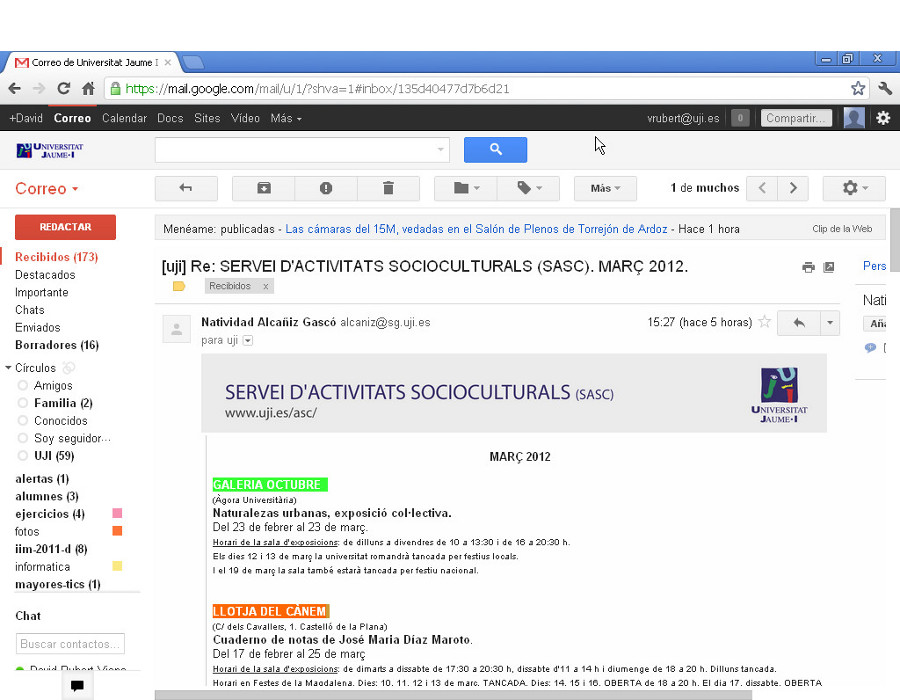 Correo de Universitat Jaume I
https://mail.google.com/mail/u/1/?shva=1#inbox/135d40477d7b6d21
+David Correo Calendar Docs Sites Vídeo Más
vrubert@uji.es 0 Compartir...
UNIVERSITAT JAUME·I
Correo
Más
1 de muchos
REDACTAR
Recibidos (173)
Destacados
Importante
Chats
Enviados
Borradores (16)
Círculos
Amigos
Familia (2)
Conocidos
Soy seguidor...
UJI (59)
alertas (1)
alumnes (3)
ejercicios (4)
fotos
iim-2011-d (8)
informatica
mayores-tics (1)
Chat
Buscar contactos...
David Rubert Viana
Menéame: publicadas - Las cámaras del 15M, vedadas en el Salón de Plenos de Torrejón de Ardoz - Hace 1 hora
Clip de la Web
[uji] Re: SERVEI D'ACTIVITATS SOCIOCULTURALS (SASC). MARÇ 2012.
Recibidos x
Natividad Alcañiz Gascó alcaniz@sg.uji.es
15:27 (hace 5 horas)
para uji
SERVEI D'ACTIVITATS SOCIOCULTURALS (SASC)
www.uji.es/asc/
UNIVERSITAT
JAUME·I
MARÇ 2012
GALERIA OCTUBRE
(Àgora Universitària)
Naturalezas urbanas, exposició col·lectiva.
Del 23 de febrer al 23 de març.
Horari de la sala d'exposicions: de dilluns a divendres de 10 a 13:30 i de 16 a 20:30 h.
Els dies 12 i 13 de març la universitat romandrà tancada per festius locals.
I el 19 de març la sala també estarà tancada per festiu nacional.
LLOTJA DEL CÀNEM
(C/ dels Cavallers, 1. Castelló de la Plana)
Cuaderno de notas de José Maria Díaz Maroto.
Del 17 de febrer al 25 de març
Horari de la sala d'exposicions: de dimarts a dissabte de 17:30 a 20:30 h, dissabte d'11 a 14 h i diumenge de 18 a 20 h. Dilluns tancada.
Horari en Festes de la Magdalena. Dies: 10, 11, 12 i 13 de març, TANCADA. Dies: 14, 15 i 16, OBERTA de 18 a 20 h. El dia 17, dissabte, OBERTA
Pers
Nati
Aña